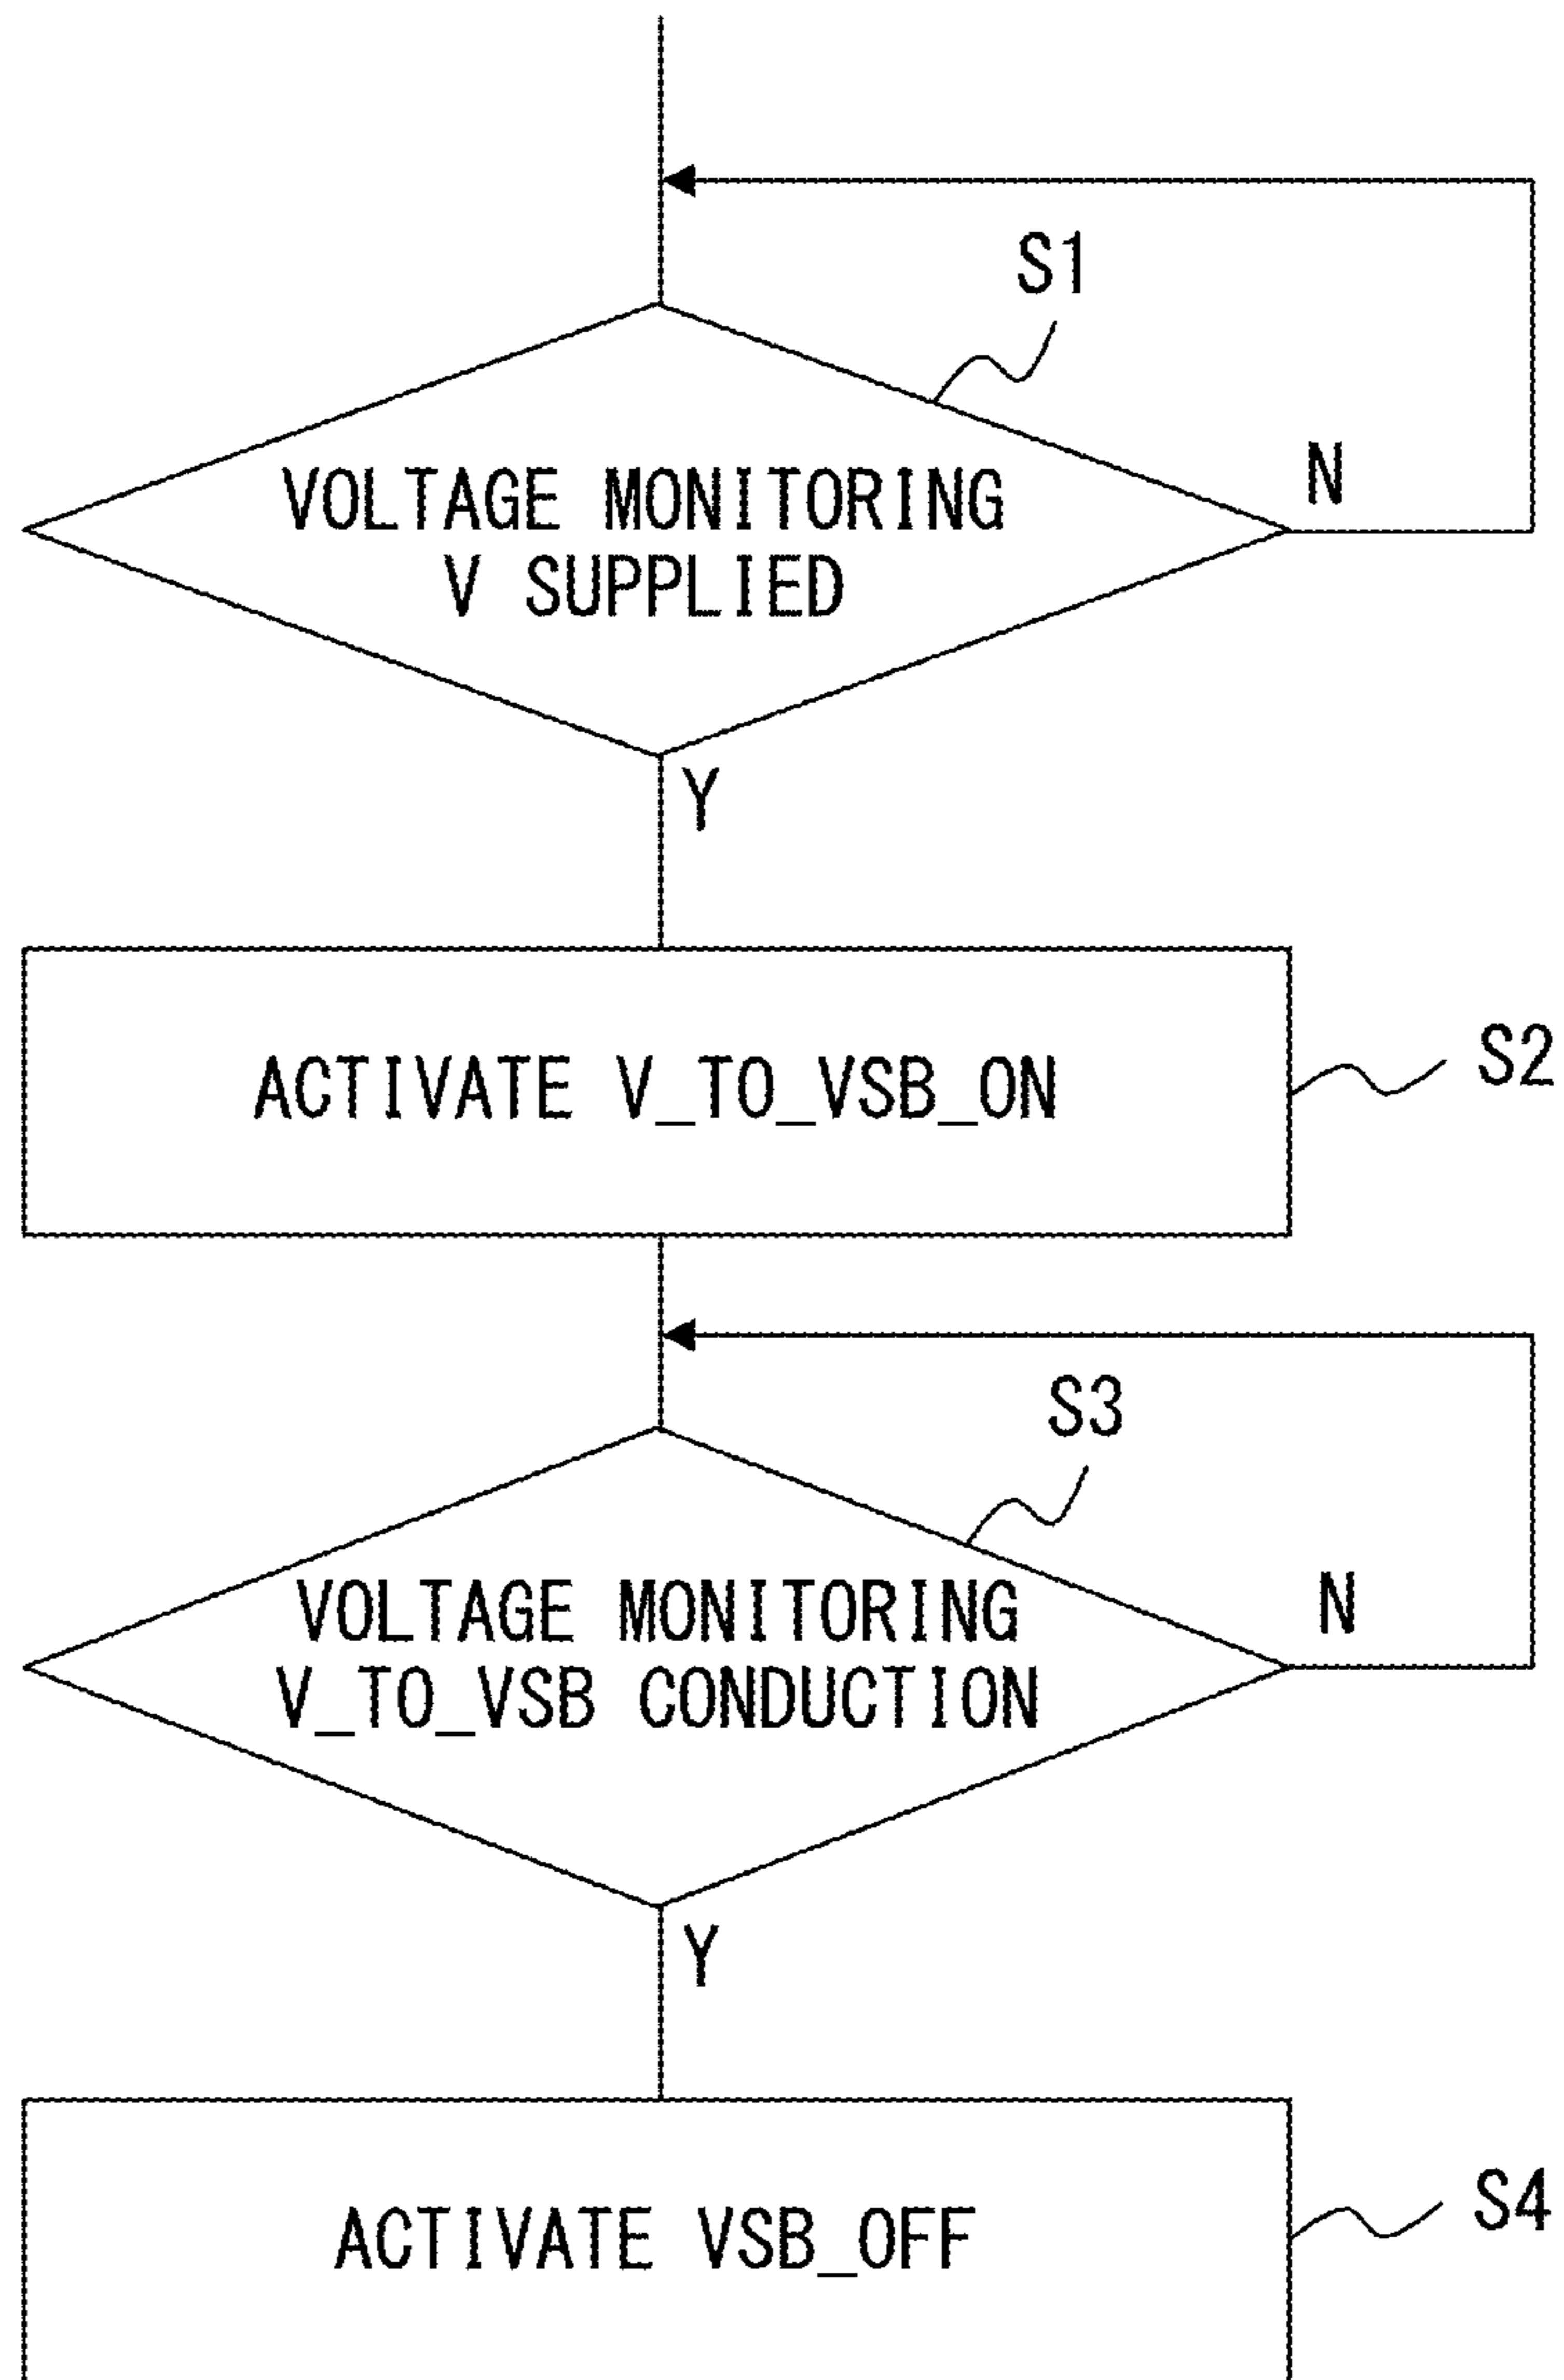 S1
VOLTAGE MONITORING
V SUPPLIED
N
Y
ACTIVATE V_TO_VSB_ON
S2
S3
VOLTAGE MONITORING
V_TO_VSB CONDUCTION
N
Y
ACTIVATE VSB_OFF
S4